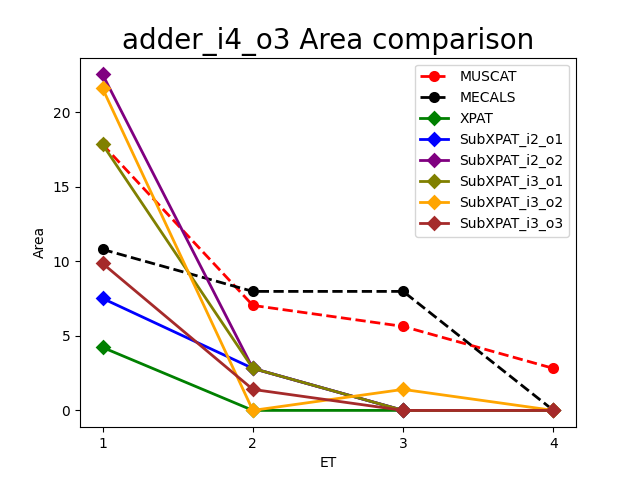 adder_i4_o3 Area comparison
MUSCAT
MECALS
XPAT
SubXPAT_i2_o1
SubXPAT_i2_o2
SubXPAT_i3_o1
SubXPAT_i3_o2
SubXPAT_i3_o3
Area
20
15
10
5
0
1 2 3 4
ET